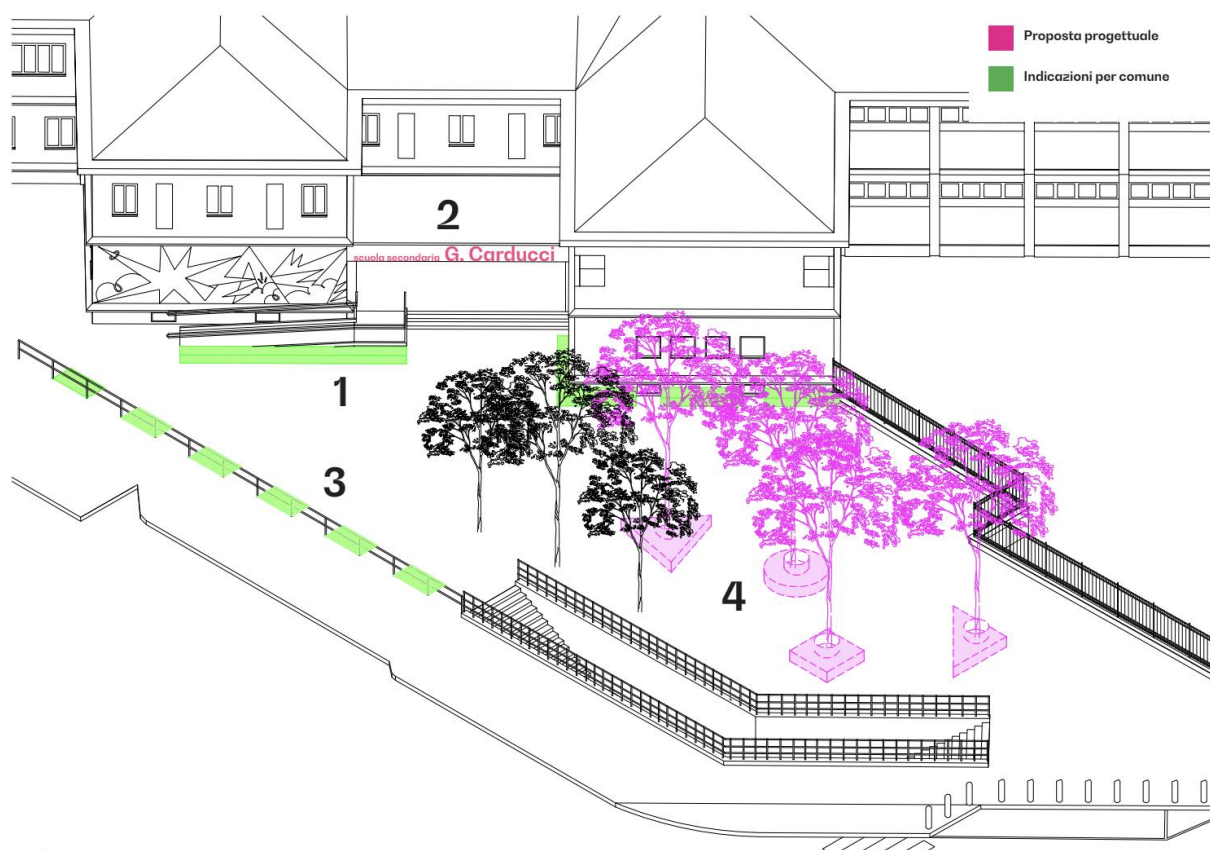 Proposta progettuale
Indicazioni per comune
2
scuola secondaria G. Carducci
1
3
4